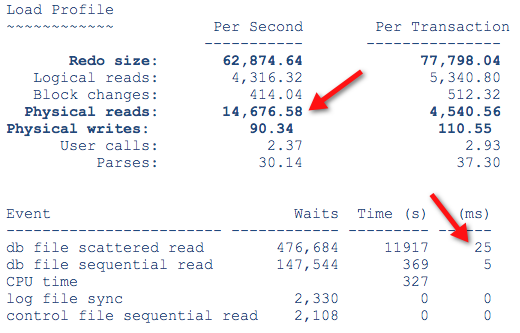 Load Profile
~~~~~~~~~~~~ Per Second Per Transaction
------------ ---------------
Redo size: 62,874.64 77,798.04
Logical reads: 4,316.32 5,340.80
Block changes: 414.04 512.32
Physical reads: 14,676.58 4,540.56
Physical writes: 90.34 110.55
User calls: 2.37 2.93
Parses: 30.14 37.30
Event Waits Time (s) (ms)
------------------------ ------------ --------- ------
db file scattered read 476,684 11917 25
db file sequential read 147,544 369 5
CPU time 327
log file sync 2,330 0 0
control file sequential read 2,108 0 0